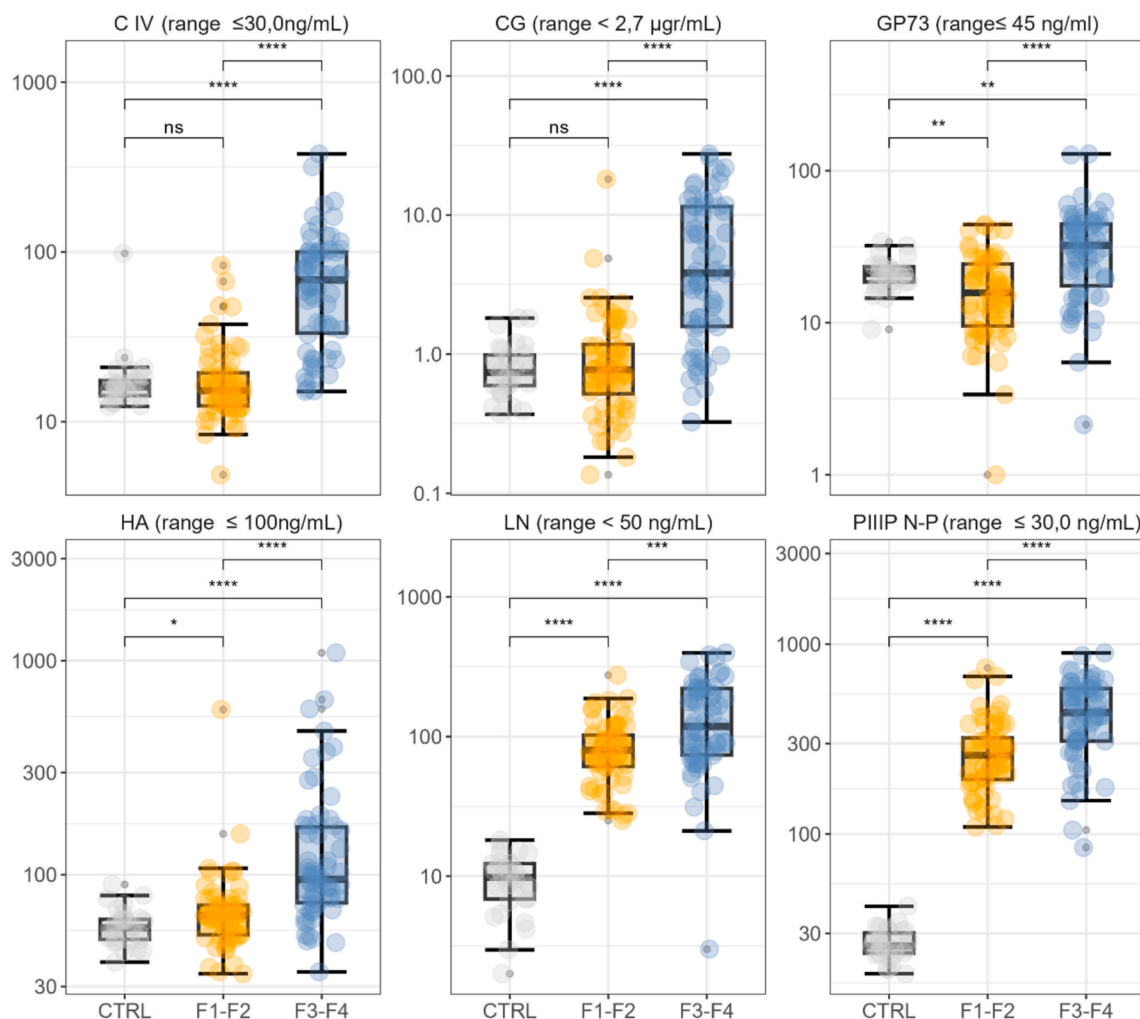 C IV (range ≤30,0ng/mL)
CG (range < 2,7 µgr/mL)
GP73 (range≤ 45 ng/ml)
**** **** ****
**** **** **
ns ns **
1000 100.0 100
100 10.0 10
10 1.0 1
0.1
HA (range ≤ 100ng/mL)
LN (range < 50 ng/mL)
PIIIP N-P (range ≤ 30,0 ng/mL)
**** *** ****
**** **** ****
* **** ****
3000 1000 3000
1000 100 1000
300 10 300
100 100
30 30
CTRL F1-F2 F3-F4
CTRL F1-F2 F3-F4
CTRL F1-F2 F3-F4